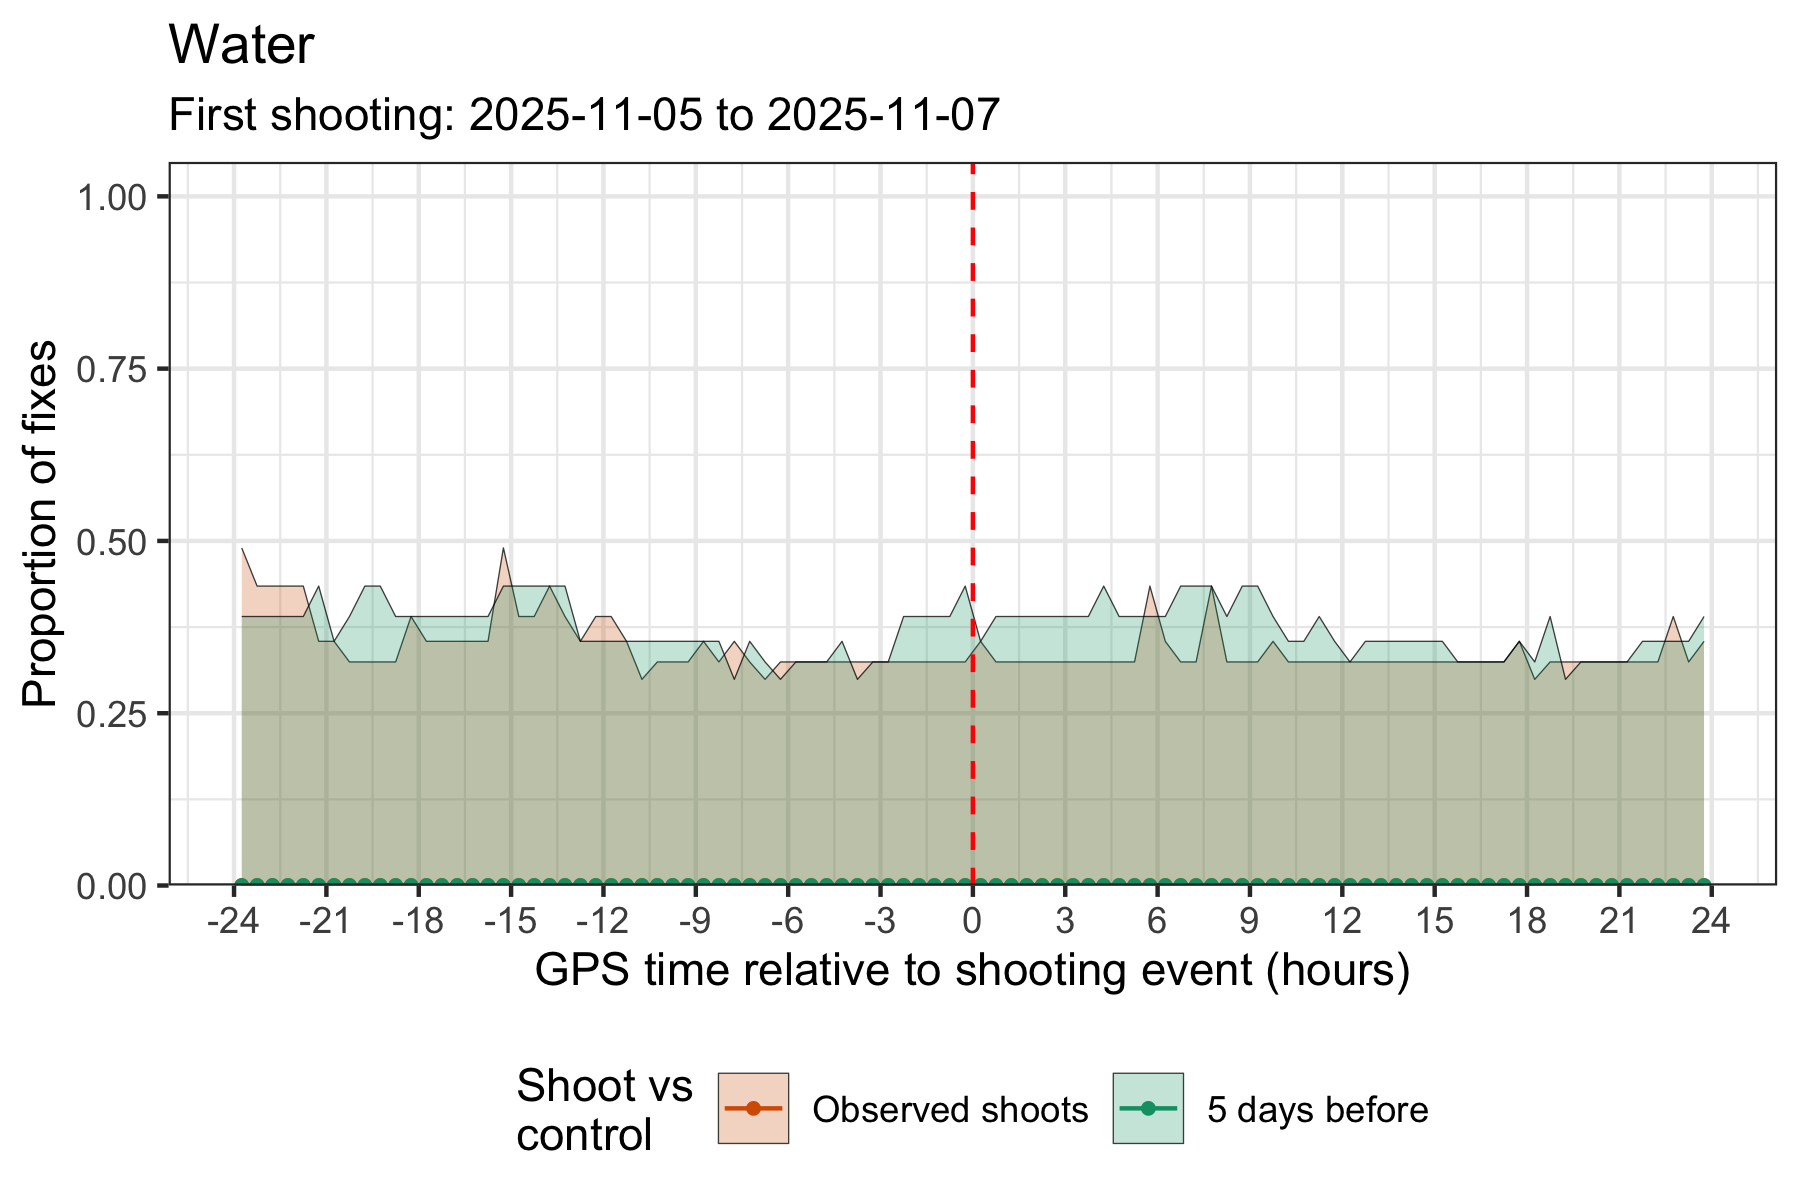 Water
First shooting: 2025-11-05 to 2025-11-07
Proportion of fixes
1.00
0.75
0.50
0.25
0.00
-24 -21 -18 -15 -12 -9 -6 -3 0 3 6 9 12 15 18 21 24
GPS time relative to shooting event (hours)
Shoot vs
control
Observed shoots
5 days before